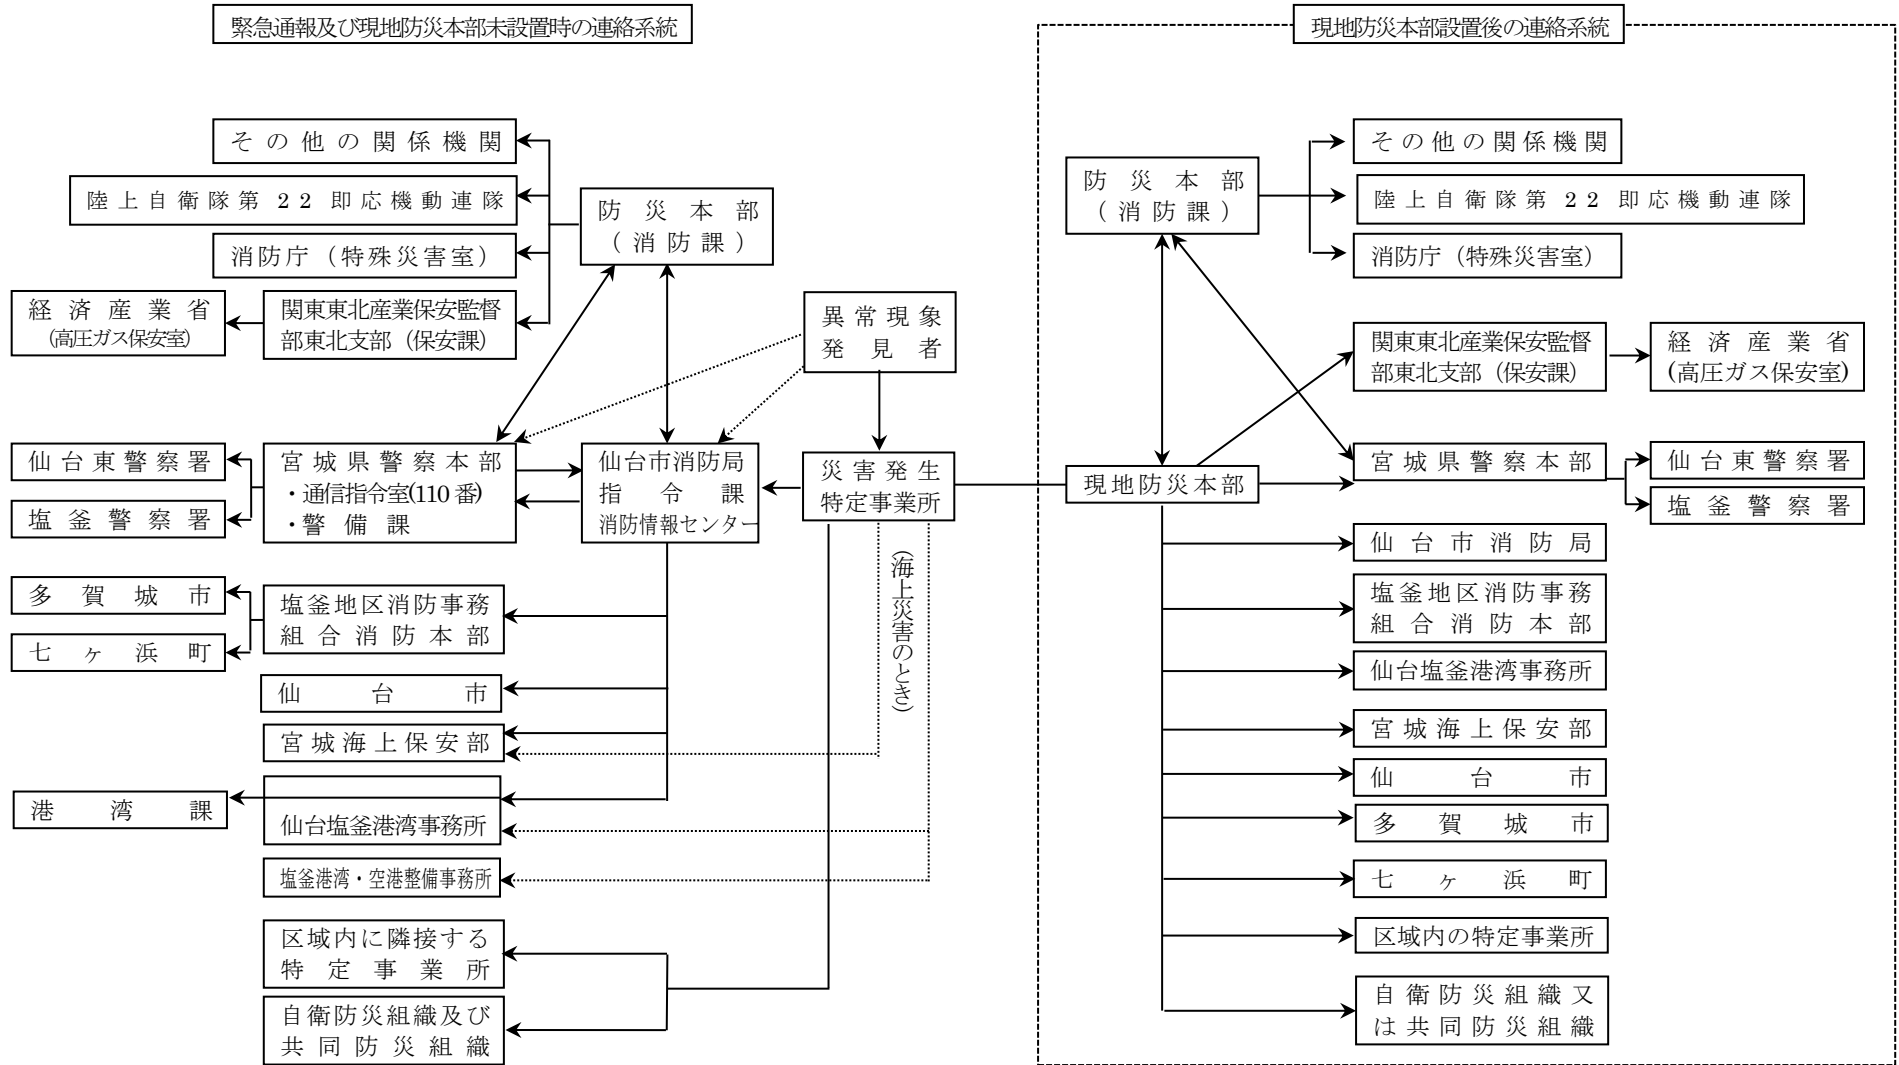 緊急通報及び現地防災本部未設置時の連絡系統
その他の関係機関
陸上自衛隊第22即応機動連隊
消防庁（特殊災害室）
防災本部
（消防課）
経済産業省
(高圧ガス保安室)
関東東北産業保安監督
部東北支部（保安課）
異常現象
発見者
仙台東警察署
塩釜警察署
宮城県警察本部
・通信指令室(110番)
・警備課
仙台市消防局
指令課
消防情報センター
災害発生
特定事業所
(海上災害のとき)
多賀城市
七ヶ浜町
塩釜地区消防事務
組合消防本部
仙台市
宮城海上保安部
港湾課
仙台塩釜港湾事務所
塩釜港湾・空港整備事務所
区域内に隣接する
特定事業所
自衛防災組織及び
共同防災組織
現地防災本部設置後の連絡系統
防災本部
（消防課）
その他の関係機関
陸上自衛隊第22即応機動連隊
消防庁（特殊災害室）
関東東北産業保安監督
部東北支部（保安課）
経済産業省
(高圧ガス保安室)
現地防災本部
宮城県警察本部
仙台東警察署
塩釜警察署
仙台市消防局
塩釜地区消防事務
組合消防本部
仙台塩釜港湾事務所
宮城海上保安部
仙台市
多賀城市
七ヶ浜町
区域内の特定事業所
自衛防災組織又
は共同防災組織